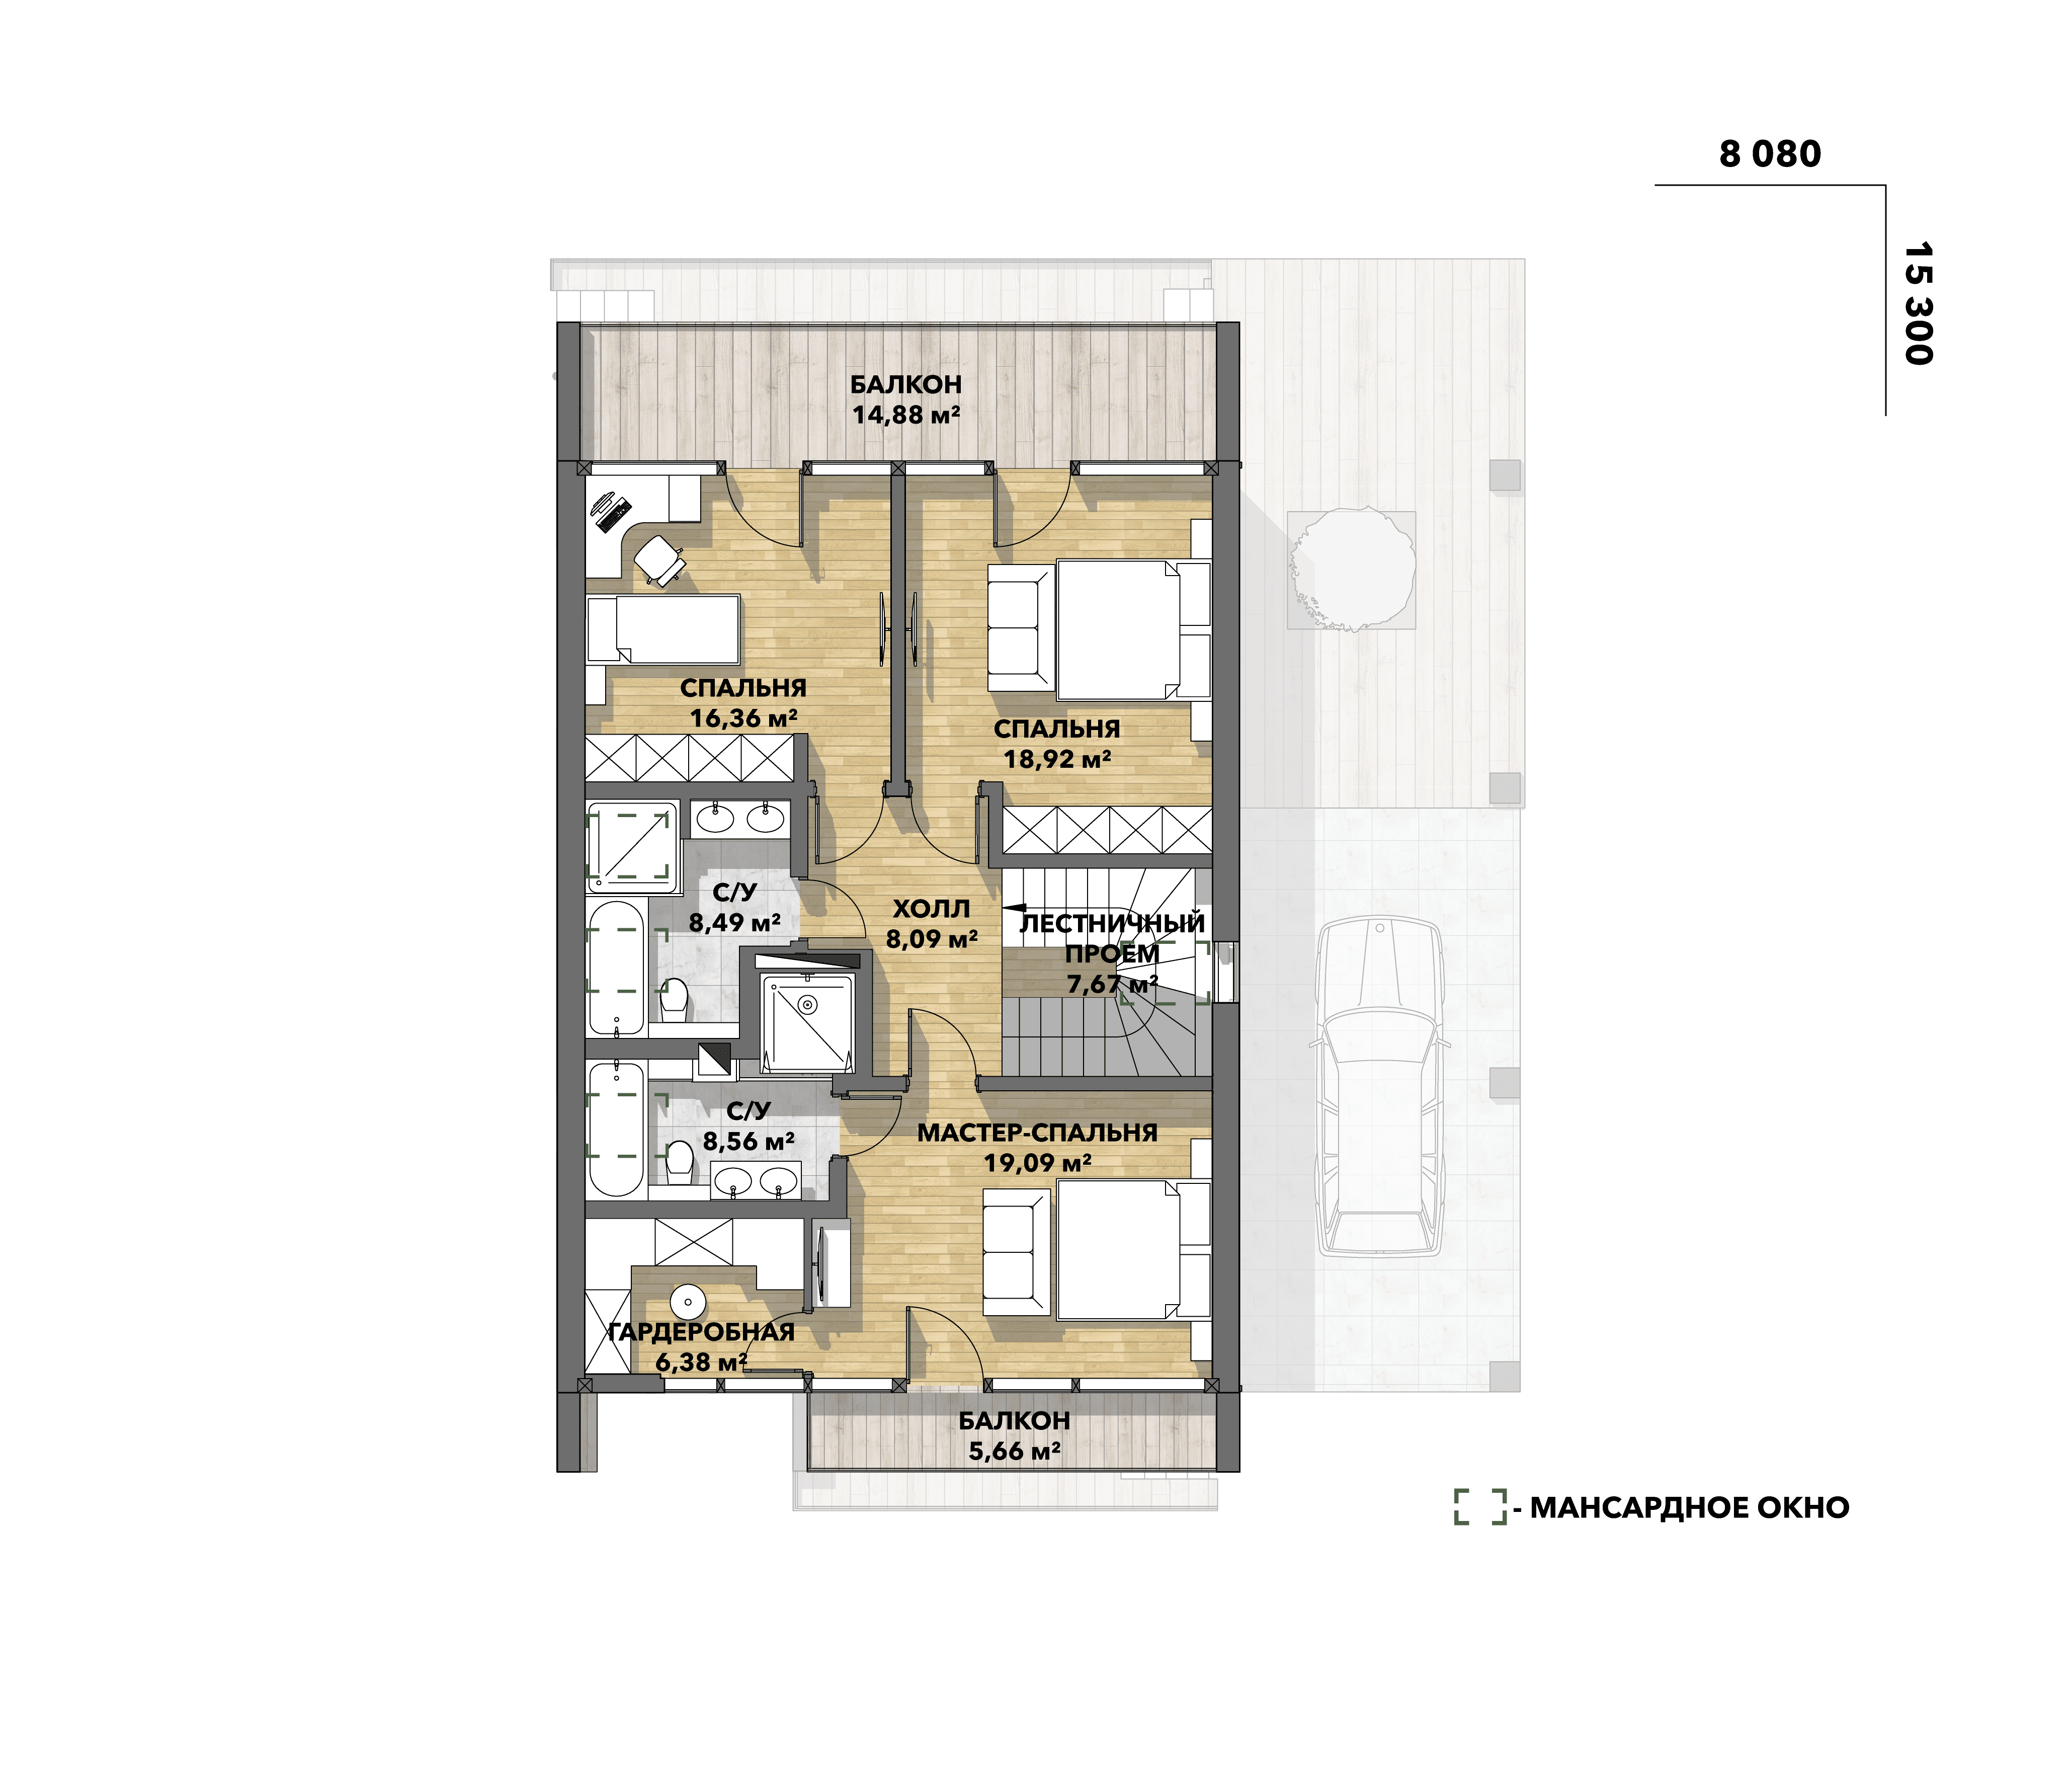 8 080
15 300
БАЛКОН
14,88 м²
СПАЛЬНЯ
16,36 м²
СПАЛЬНЯ
18,92 м²
С/У
8,49 м²
ХОЛЛ
8,09 м²
ЛЕСТНИЧНЫЙ
ПРОЕМ
7,67 м²
С/У
8,56 м²
МАСТЕР-СПАЛЬНЯ
19,09 м²
ГАРДЕРОБНАЯ
6,38 м²
БАЛКОН
5,66 м²
- МАНСАРДНОЕ ОКНО